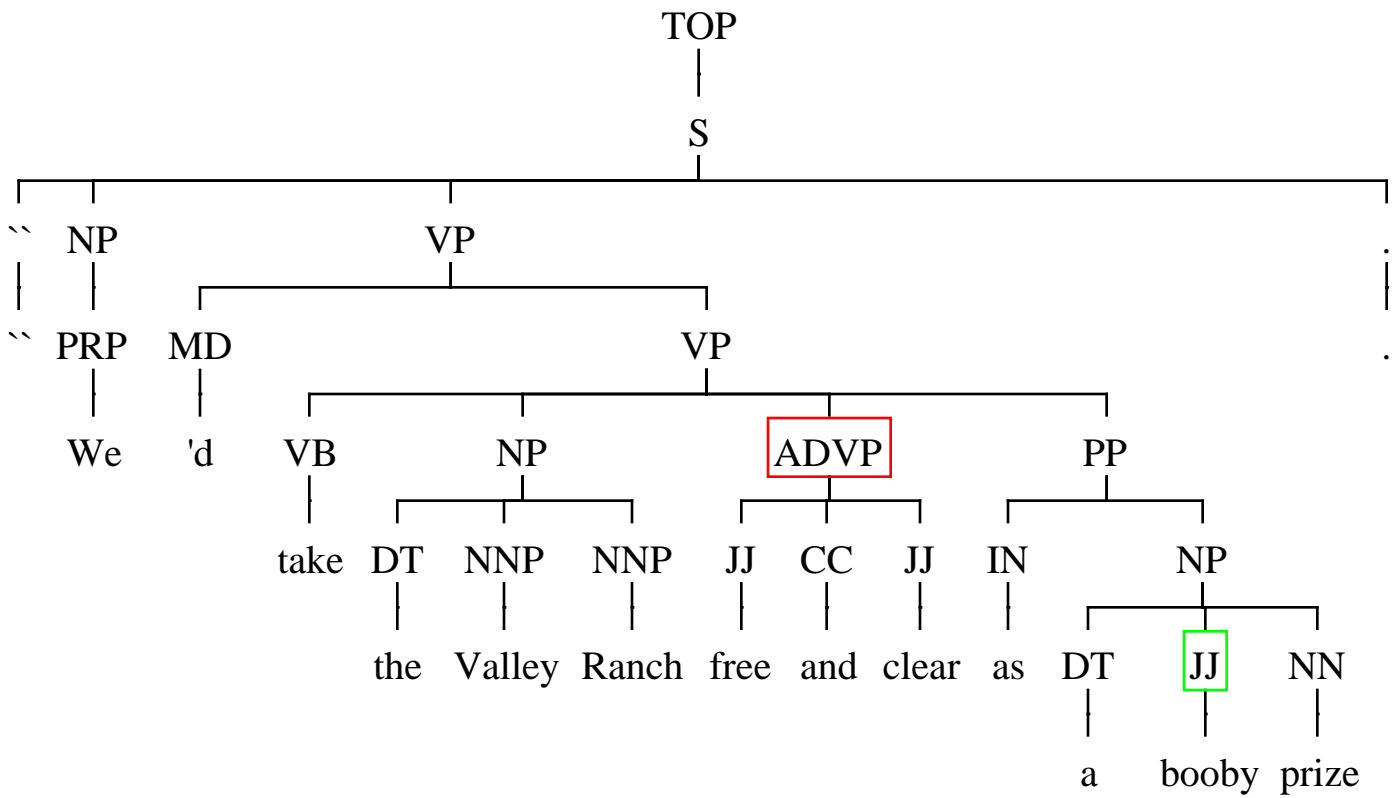 TOP
S
`` NP VP .
`` PRP MD VP .
We 'd VB NP ADVP PP
take DT NNP NNP JJ CC JJ IN NP
the Valley Ranch free and clear as DT JJ NN
a booby prize